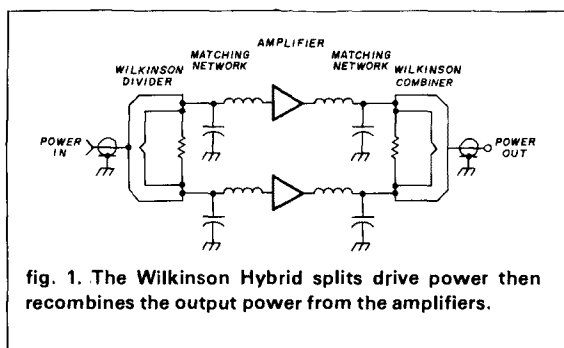 AMPLIFIER
MATCHING
NETWORK
MATCHING
NETWORK
WILKINSON
DIVIDER
WILKINSON
COMBINER
POWER
IN
POWER
OUT
fig. 1. The Wilkinson Hybrid splits drive power then
recombines the output power from the amplifiers.